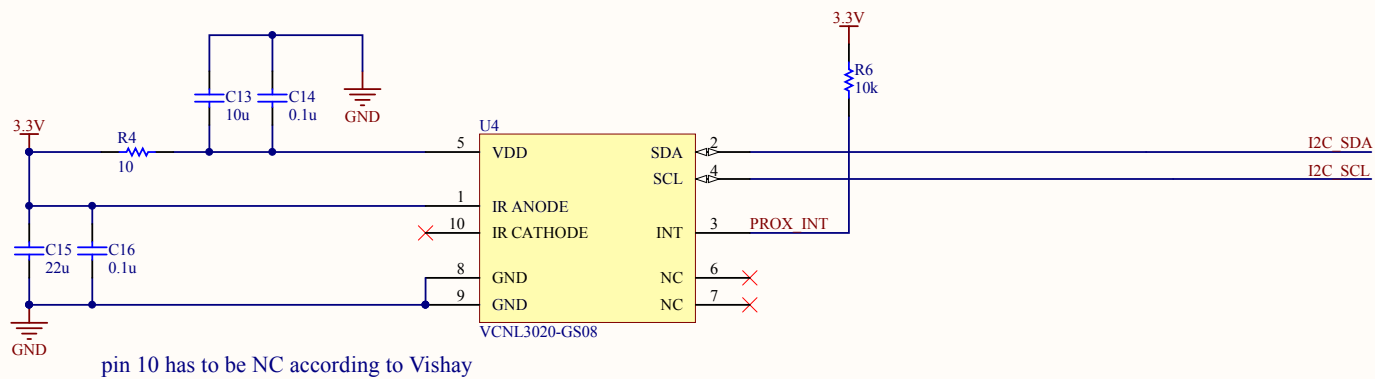 3.3V
R6
10k
C13
10u
C14
0.1u
GND
3.3V
R4
10
U4
5
VDD
SDA
2
I2C_SDA
SCL
4
I2C_SCL
1
IR ANODE
10
IR CATHODE
INT
3
PROX_INT
C15
22u
C16
0.1u
8
GND
NC
6
9
GND
NC
7
VCNL3020-GS08
GND
pin 10 has to be NC according to Vishay